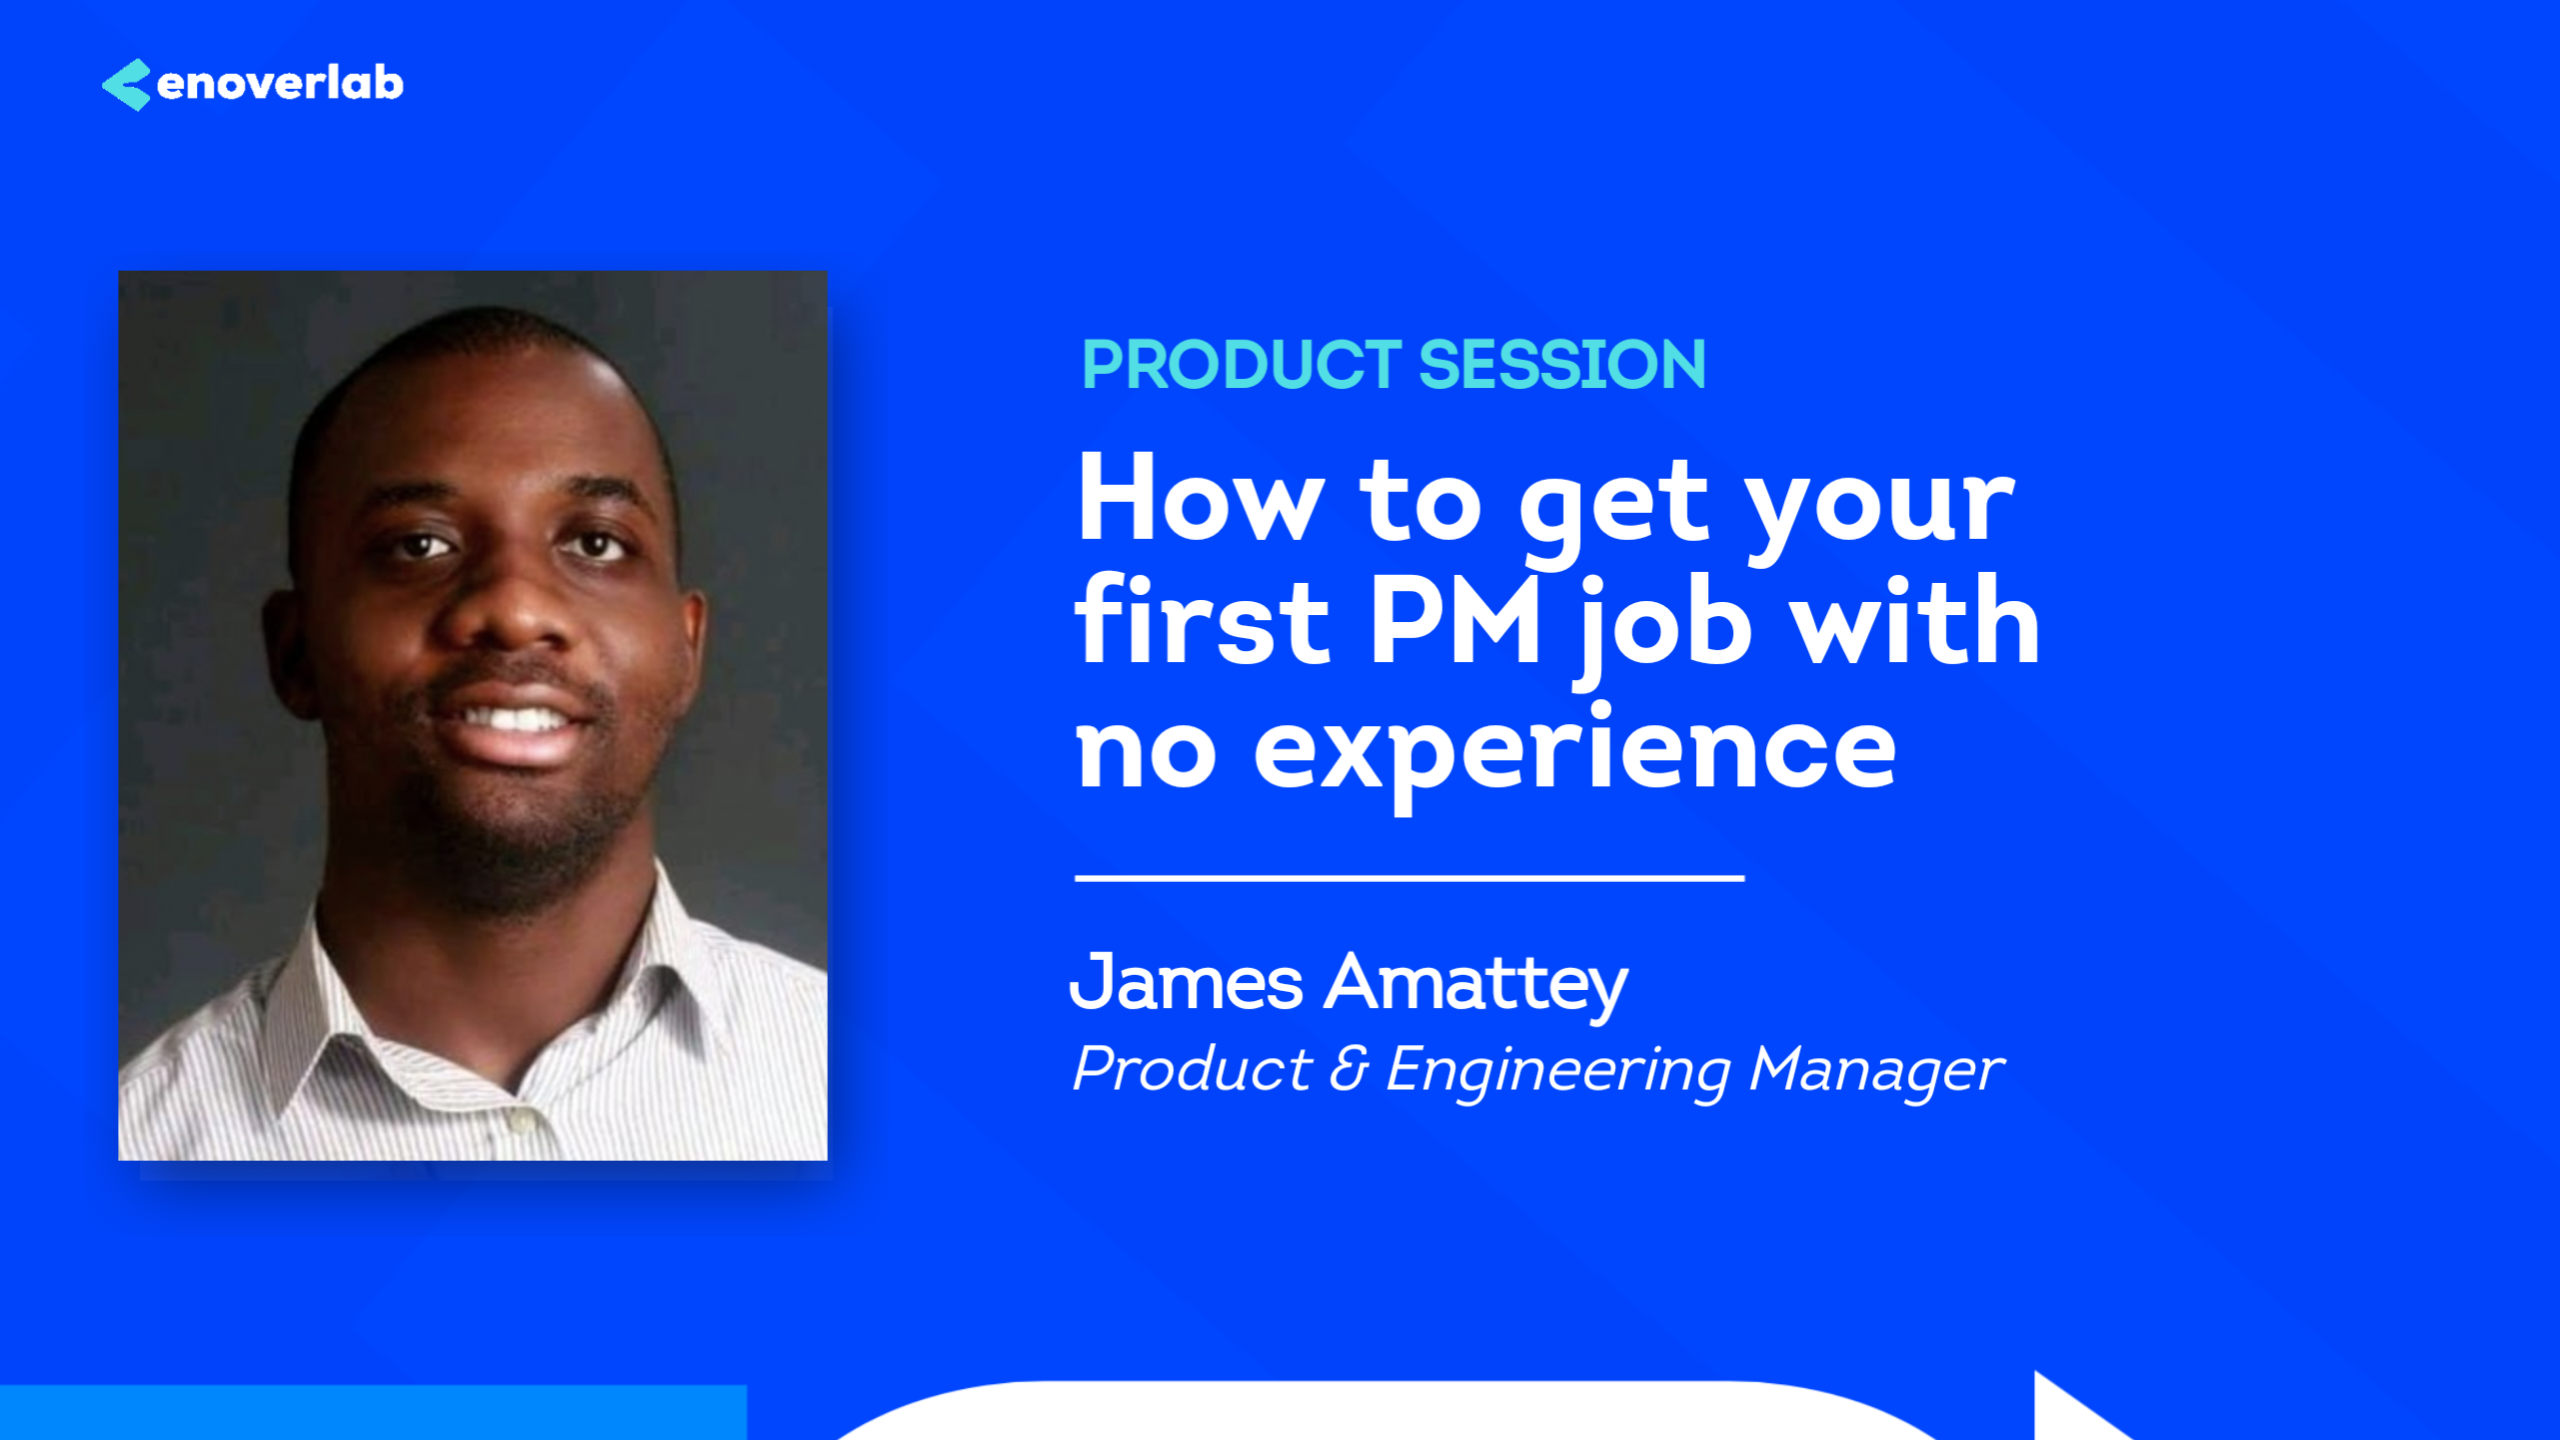 enoverlab
PRODUCT SESSION
How to get your
first PM job with
no experience
James Amattey
Product & Engineering Manager